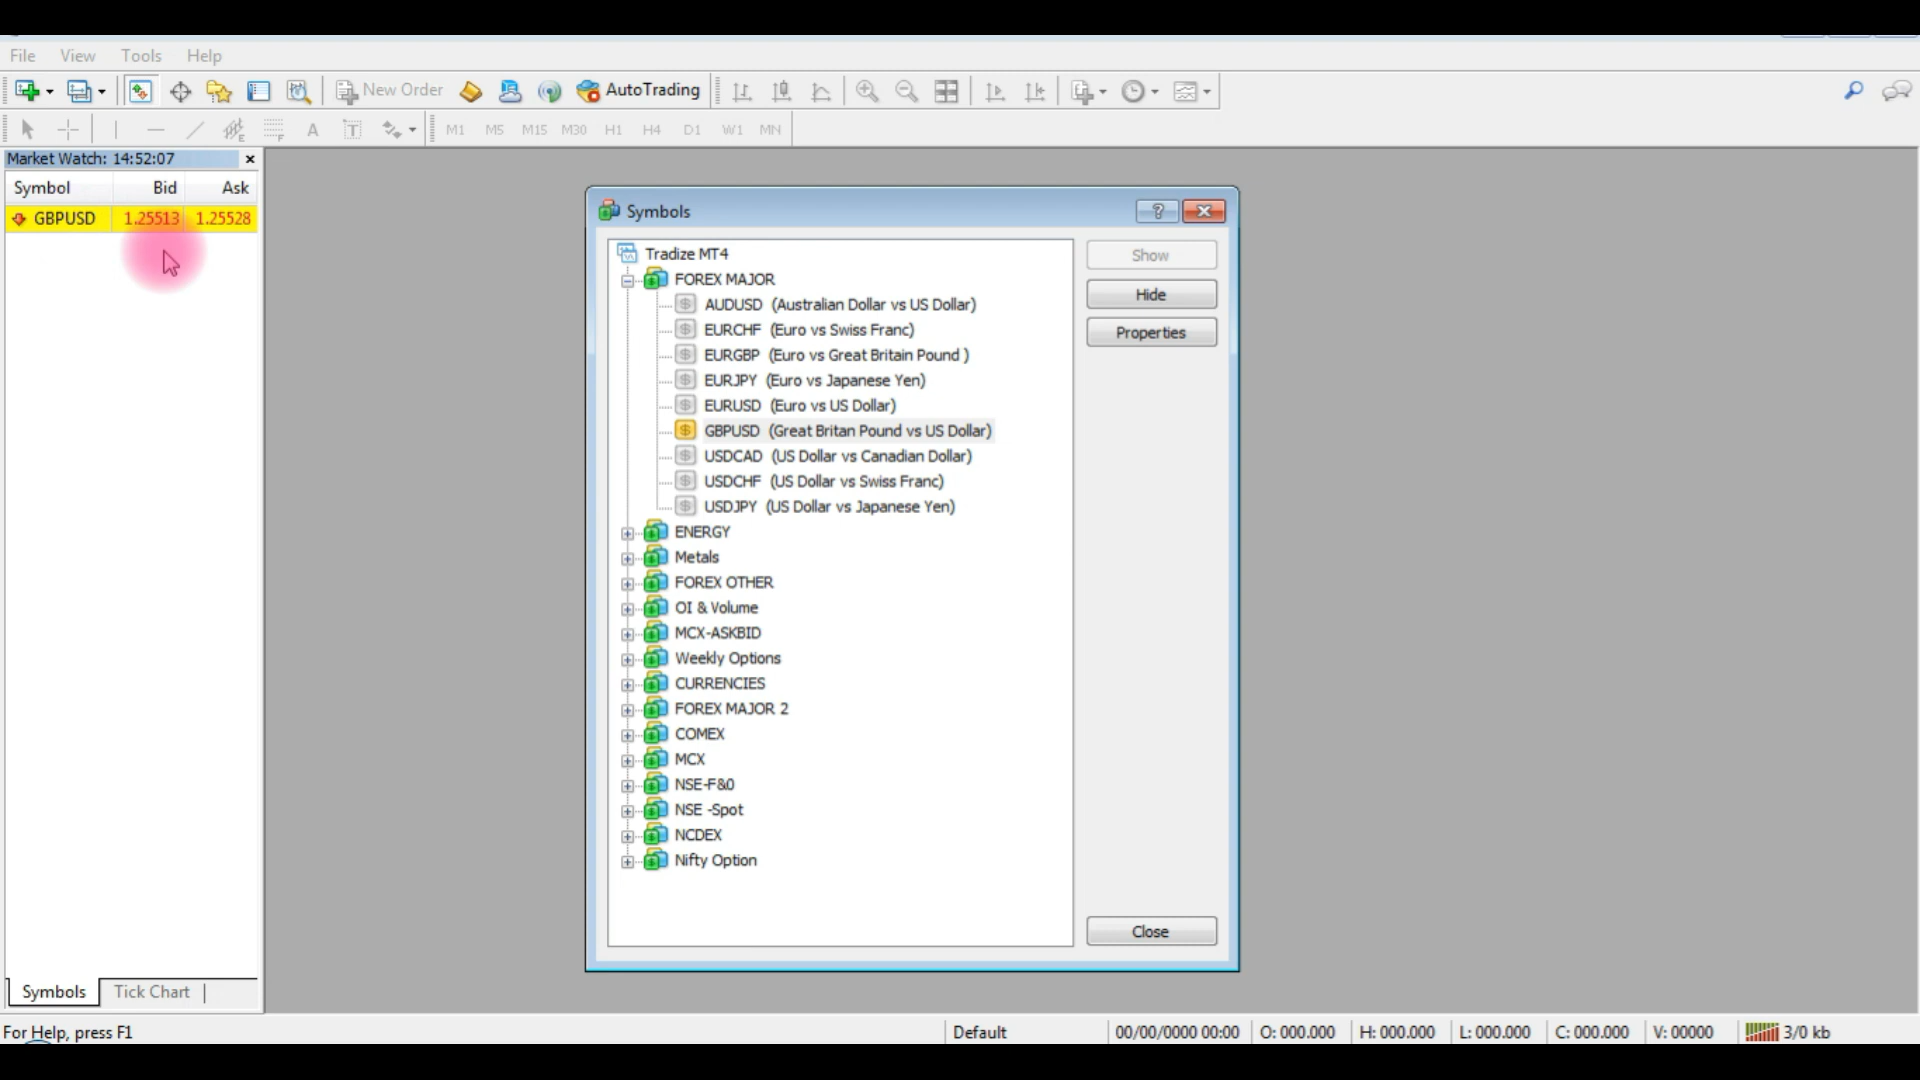 File View Tools Help
New Order AutoTrading
A T M1 M5 M15 M30 H1 H4 D1 W1 MN
Market Watch: 14:52:07
Symbol Bid Ask
GBPUSD 1.25513 1.25528
Symbols
Tradize MT4
FOREX MAJOR
AUDUSD (Australian Dollar vs US Dollar)
EURCHF (Euro vs Swiss Franc)
EURGBP (Euro vs Great Britain Pound )
EURJPY (Euro vs Japanese Yen)
EURUSD (Euro vs US Dollar)
GBPUSD (Great Britan Pound vs US Dollar)
USDCAD (US Dollar vs Canadian Dollar)
USDCHF (US Dollar vs Swiss Franc)
USDJPY (US Dollar vs Japanese Yen)
ENERGY
Metals
FOREX OTHER
OI & Volume
MCX-ASKBID
Weekly Options
CURRENCIES
FOREX MAJOR 2
COMEX
MCX
NSE-F&0
NSE -Spot
NCDEX
Nifty Option
Show
Hide
Properties
Close
Symbols Tick Chart
For Help, press F1 Default 00/00/0000 00:00 O: 000.000 H: 000.000 L: 000.000 C: 000.000 V: 00000 3/0 kb